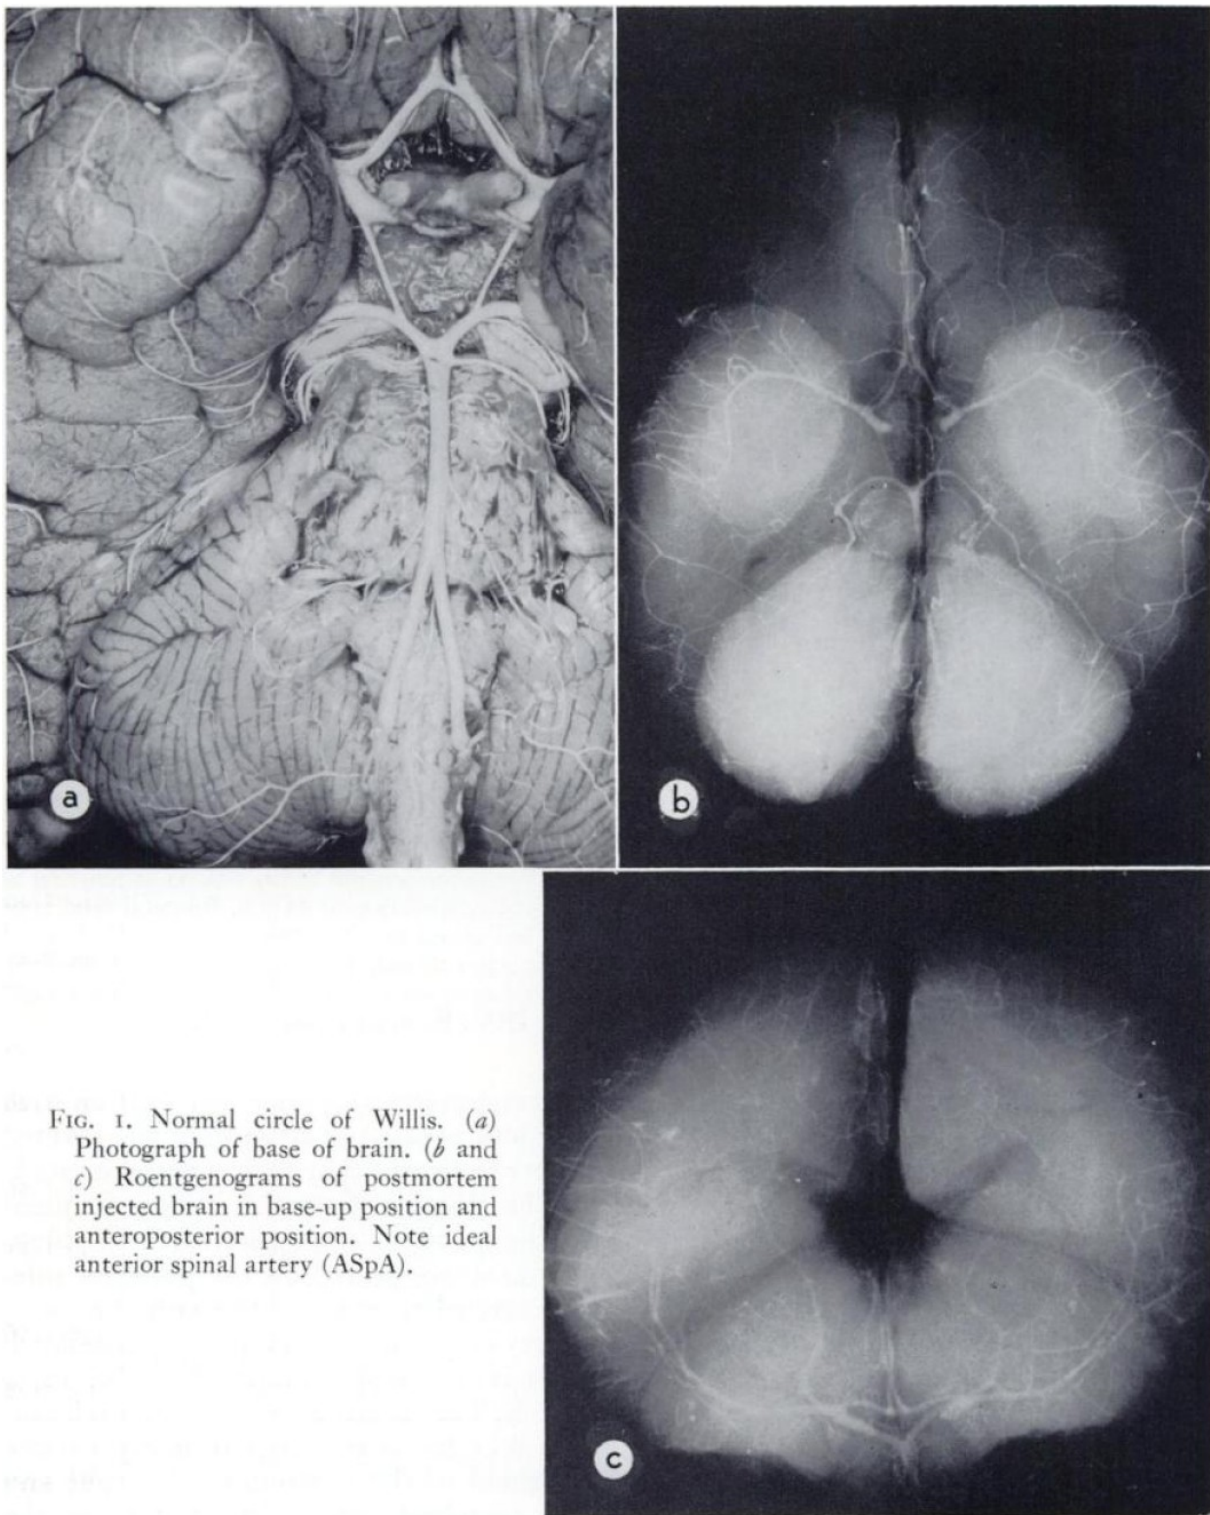 a
b
FIG. 1. Normal circle of Willis. (a)
Photograph of base of brain. (b and
c) Roentgenograms of postmortem
injected brain in base-up position and
anteroposterior position. Note ideal
anterior spinal artery (ASpA).
c